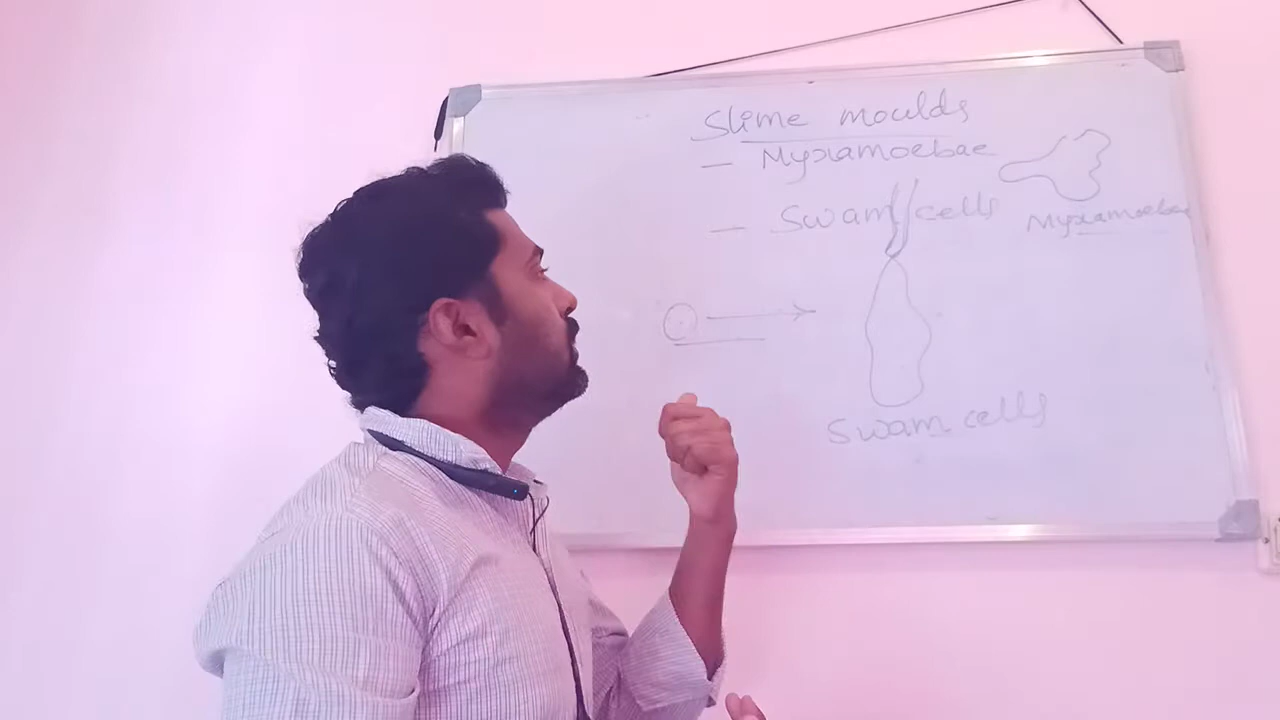 Slime moulds
— Myxamoebae
— Swam cells
Myxamoebae
Swam cells